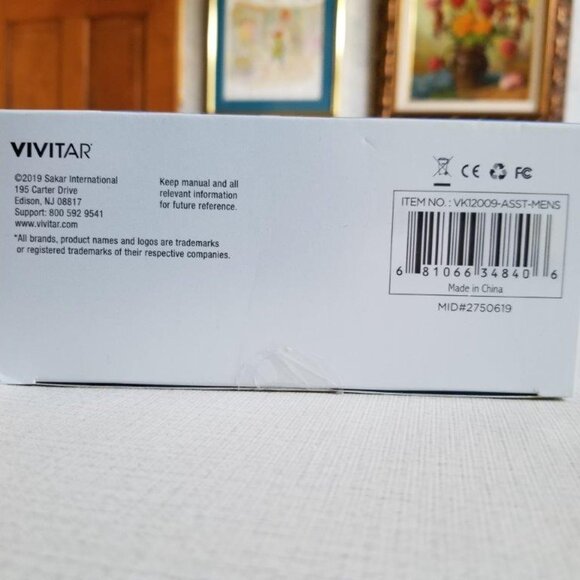 VIVITAR
©2019 Sakar International
195 Carter Drive
Edison, NJ 08817
Support: 800 592 9541
www.vivitar.com
Keep manual and all
relevant information
for future reference.
*All brands, product names and logos are trademarks
or registered trademarks of their respective companies.
CE FC
ITEM NO.: VK12009-ASST-MENS
6 81066 34840 6
Made in China
MID#2750619